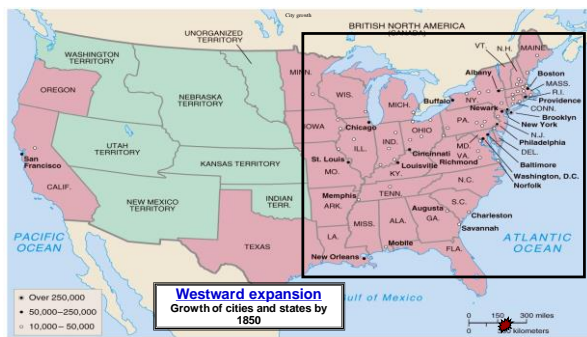 City growth
BRITISH NORTH AMERICA
(CANADA)
UNORGANIZED
TERRITORY
WASHINGTON
TERRITORY
OREGON
NEBRASKA
TERRITORY
UTAH
TERRITORY
KANSAS TERRITORY
NEW MEXICO
TERRITORY
INDIAN
TERR.
San
Francisco
CALIF.
TEXAS
MINN.
WIS.
MICH.
IOWA
Chicago
ILL.
IND.
OHIO
St. Louis
MO.
Cincinnati
Louisville
KY.
Memphis
ARK.
TENN.
MISS.
ALA.
GA.
Augusta
LA.
New Orleans
Mobile
FLA.
S.C.
N.C.
Charleston
Savannah
VT.
N.H.
MAINE
Albany
Boston
MASS.
R.I.
Buffalo
N.Y.
Providence
CONN.
Newark
Brooklyn
New York
PA.
N.J.
Philadelphia
MD.
DEL.
VA.
Baltimore
Richmond
Washington, D.C.
Norfolk
PACIFIC
OCEAN
ATLANTIC
OCEAN
Gulf of Mexico
Over 250,000
50,000–250,000
10,000 – 50,000
Westward expansion
Growth of cities and states by
1850
0 150 300 miles
0 kilometers